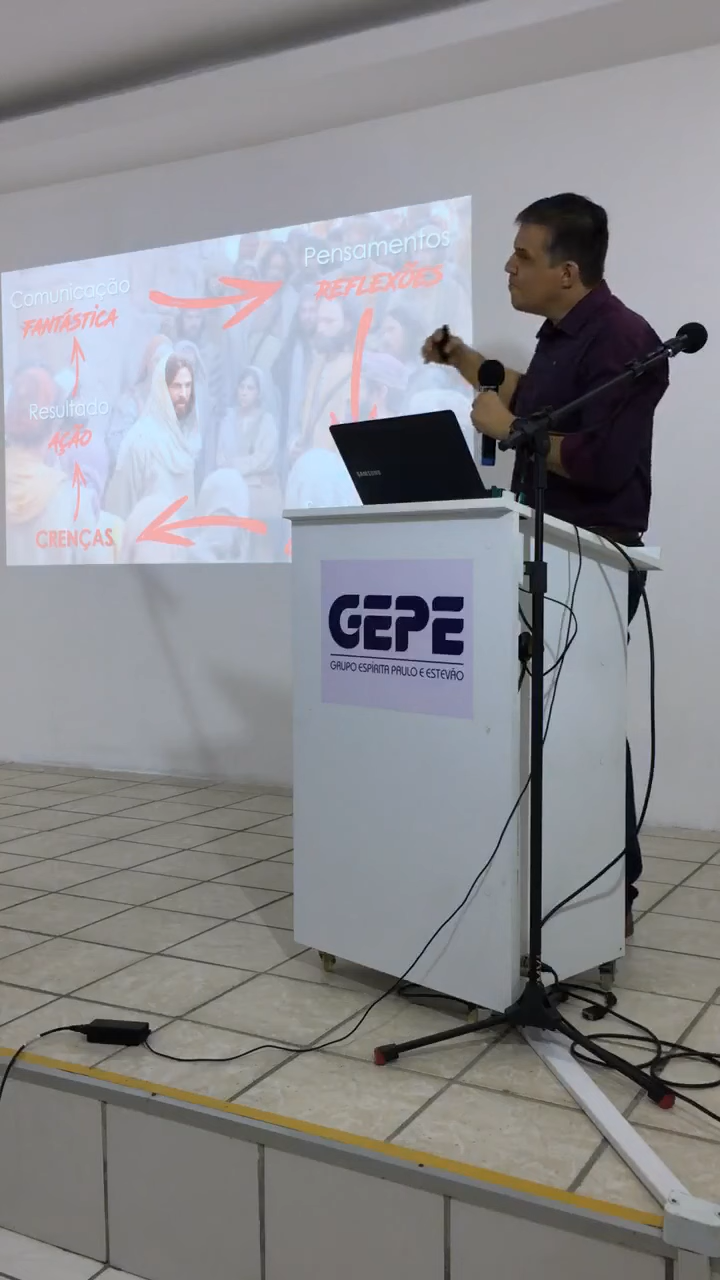 Comunicação
FANTÁSTICA
Pensamentos
REFLEXÕES
Resultado
AÇÃO
CRENÇAS
SAMSUNG
GEPE
GRUPO ESPÍRITA PAULO E ESTEVÃO